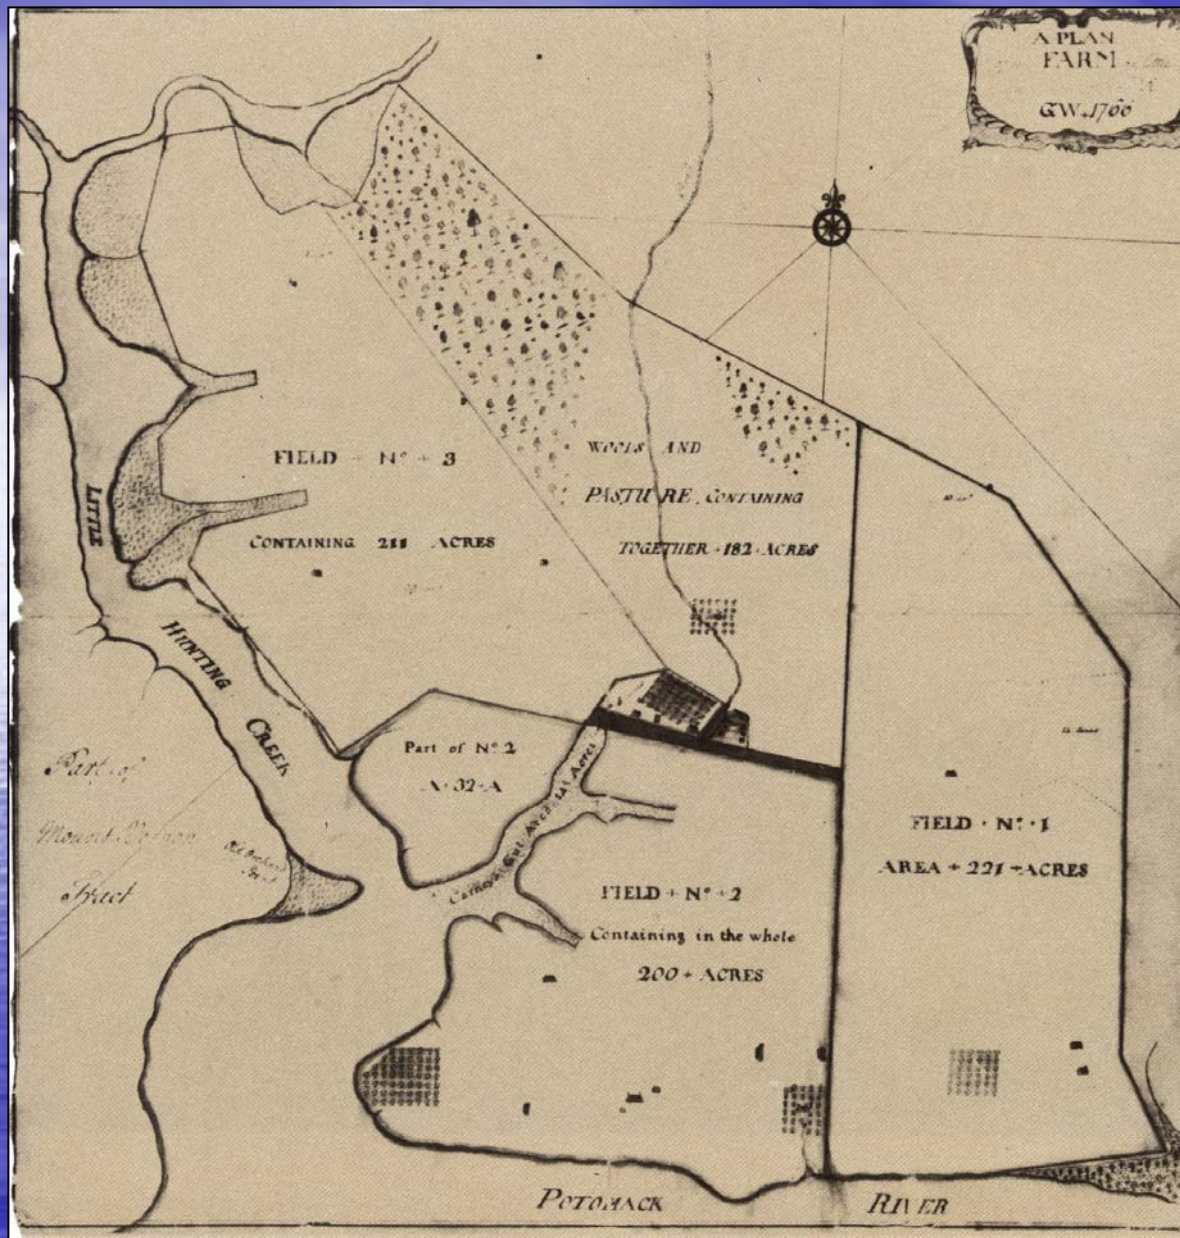 A PLAN
FARM
G W. 1766
FIELD + Nº + 3
CONTAINING 211 ACRES
WOODS AND
PASTURE, CONTAINING
TOGETHER + 182 ACRES
LITTLE
HUNTING
CREEK
Part of Nº 2
A + 32 + A
FIELD + Nº + 1
AREA + 221 + ACRES
FIELD + Nº + 2
Containing in the whole
200 + ACRES
Part of
Mount Vernon
Tract
POTOMACK RIVER